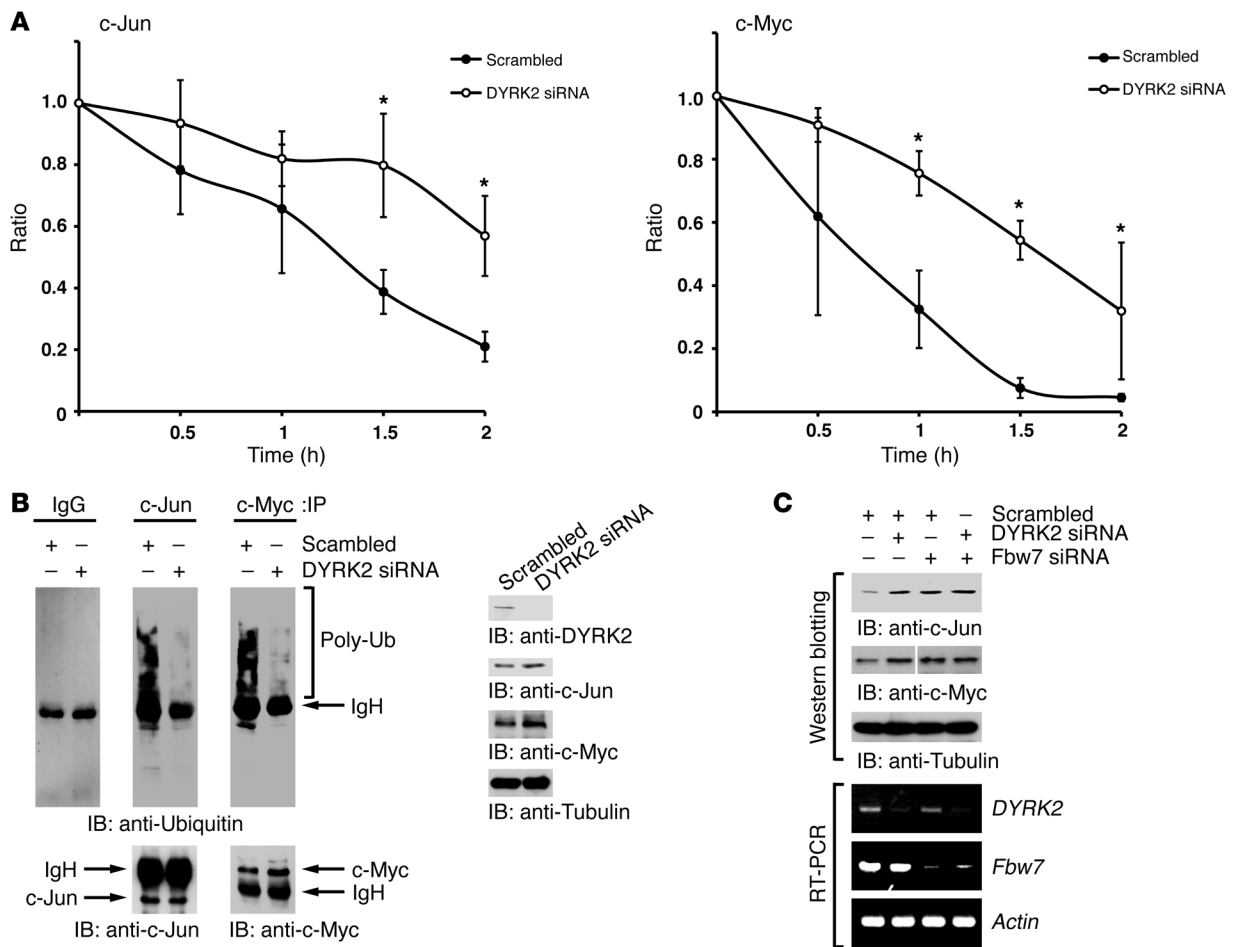 A
c-Jun
Scrambled
DYRK2 siRNA
1.0
0.8
0.6
0.4
0.2
0
Ratio
*
*
0.5
1
1.5
2
Time (h)
c-Myc
Scrambled
DYRK2 siRNA
1.0
0.8
0.6
0.4
0.2
0
Ratio
*
*
*
0.5
1
1.5
2
Time (h)
B
IgG
c-Jun
c-Myc :IP
+ − + − + − Scambled
− + − + − + DYRK2 siRNA
Poly-Ub
IgH
IB: anti-Ubiquitin
IgH
c-Jun
IB: anti-c-Jun
c-Myc
IgH
IB: anti-c-Myc
Scrambled
DYRK2 siRNA
IB: anti-DYRK2
IB: anti-c-Jun
IB: anti-c-Myc
IB: anti-Tubulin
C
+ + + − Scrambled
− + − + DYRK2 siRNA
− − + + Fbw7 siRNA
Western blotting
IB: anti-c-Jun
IB: anti-c-Myc
IB: anti-Tubulin
RT-PCR
DYRK2
Fbw7
Actin